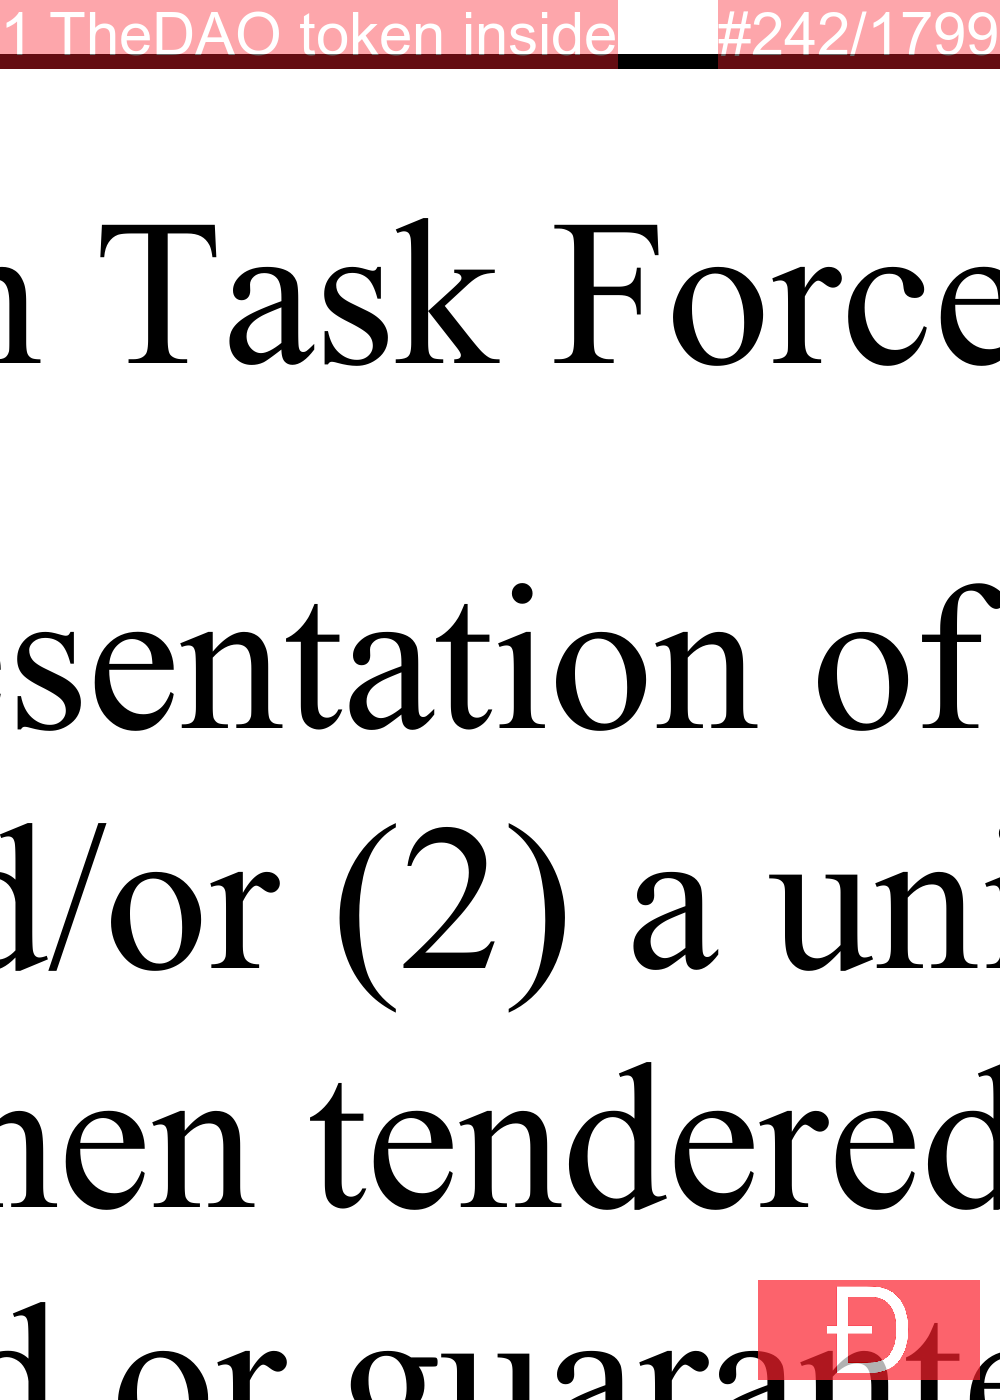 1 TheDAO token inside #242/1799
n Task Force
esentation of
d/or (2) a uni
hen tendered
d or guarante
Đ